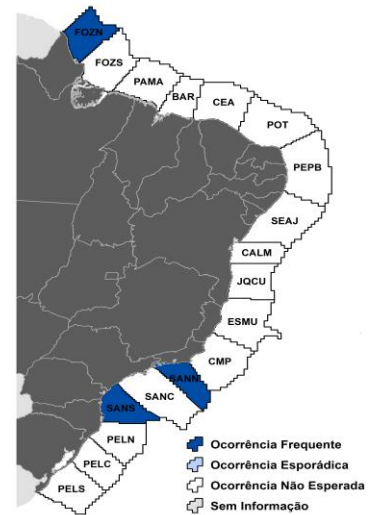 FOZN
FOZS
PAMA
BAR
CEA
POT
PEPB
SEAJ
CALM
JQCU
ESMU
CMP
SANN
SANC
SANS
PELN
PELC
PELS
Ocorrência Frequente
Ocorrência Esporádica
Ocorrência Não Esperada
Sem Informação